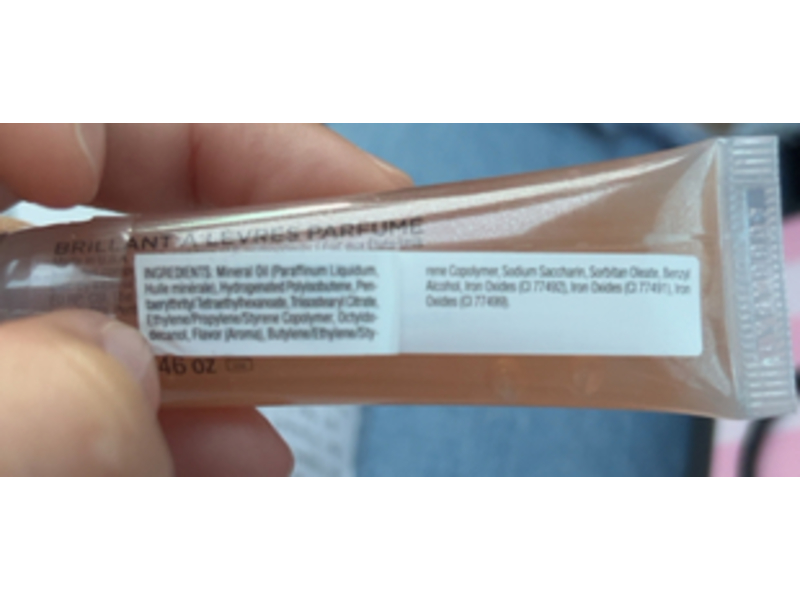 BRILLANT À LÈVRES PARFUMÉ
INGREDIENTS: Mineral Oil (Paraffinum Liquidum,
Huile minérale), Hydrogenated Polyisobutene, Pen-
taerythrityl Tetraethylhexanoate, Triisostearyl Citrate,
Ethylene/Propylene/Styrene Copolymer, Octyldo-
decanol, Flavor (Aroma), Butylene/Ethylene/Sty-
rene Copolymer, Sodium Saccharin, Sorbitan Oleate, Benzyl
Alcohol, Iron Oxides (CI 77492), Iron Oxides (CI 77491), Iron
Oxides (CI 77499)
46 oz